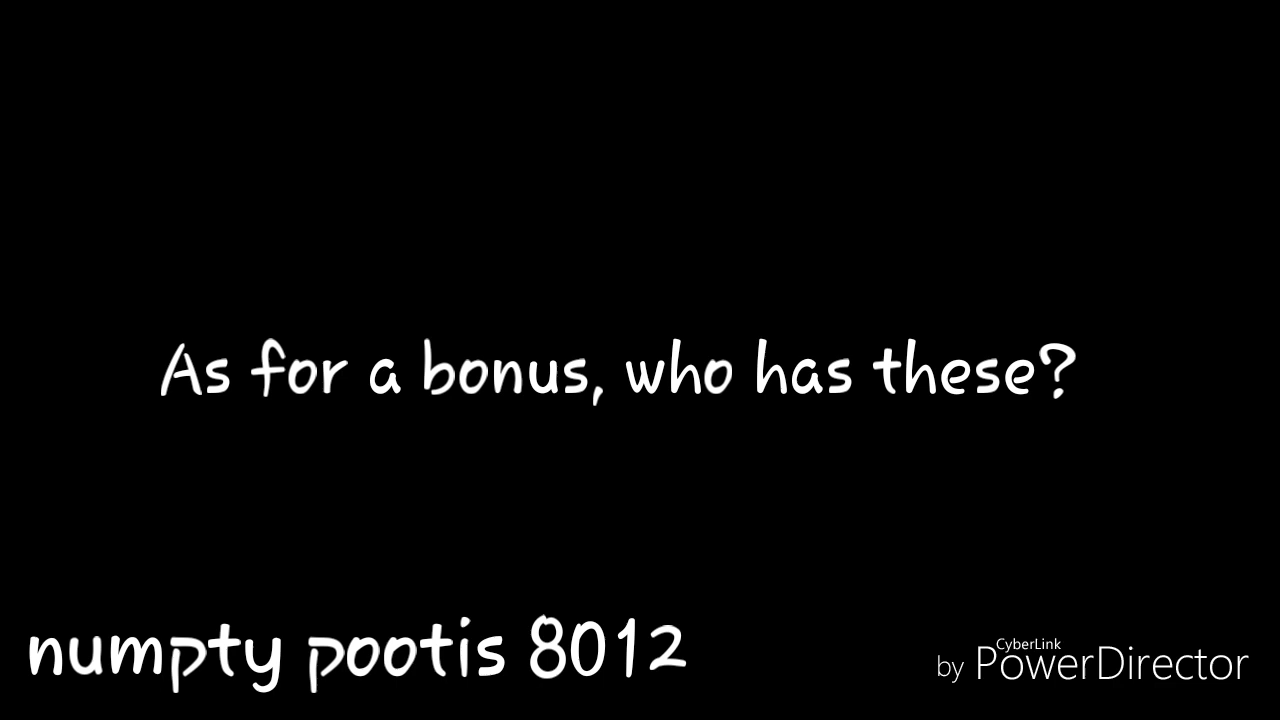 As for a bonus, who has these?
numpty pootis 8012
CyberLink
by PowerDirector